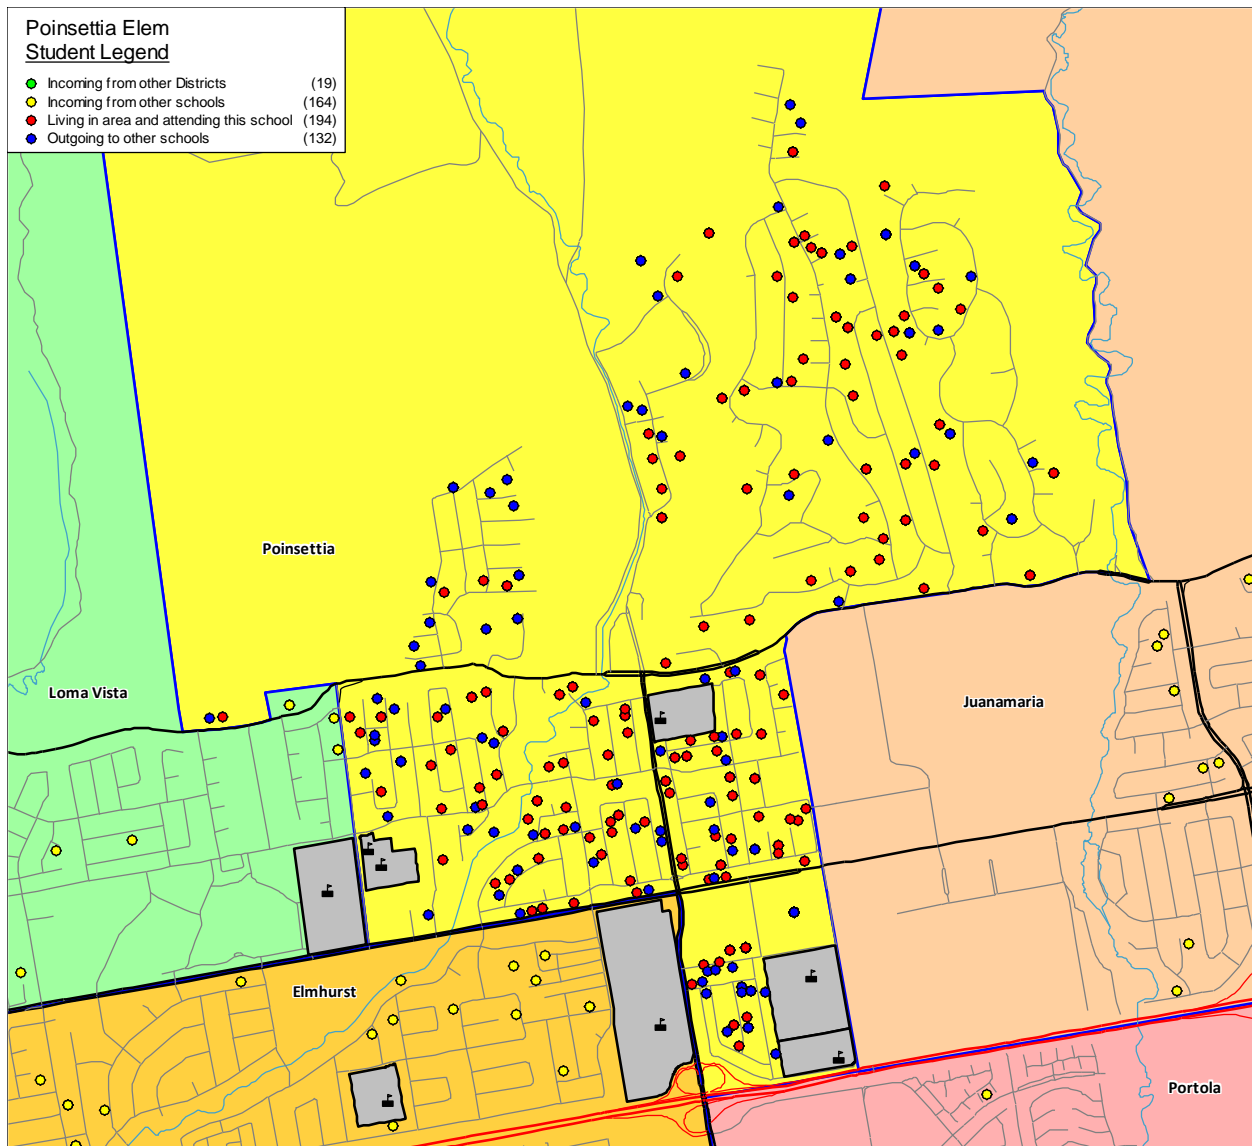 Poinsettia Elem
Student Legend
Incoming from other Districts (19)
Incoming from other schools (164)
Living in area and attending this school (194)
Outgoing to other schools (132)
Poinsettia
Loma Vista
Juanamaria
Elmhurst
Portola